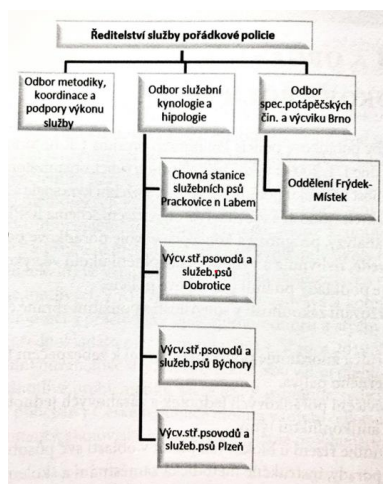 Ředitelství služby pořádkové policie
Odbor metodiky,
koordinace a
podpory výkonu
služby
Odbor služební
kynologie a
hipologie
Odbor
spec.potápěčských
čin. a výcviku Brno
Chovná stanice
služebních psů
Prackovice n Labem
Oddělení Frýdek-
Místek
Výcv.stř.psovodů a
služeb.psů
Dobrotice
Výcv.stř.psovodů a
služeb.psů Býchory
Výcv.stř.psovodů a
služeb.psů Plzeň